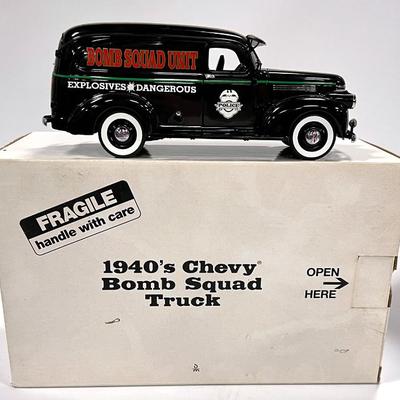 BOMB SQUAD UNIT
EXPLOSIVES DANGEROUS
POLICE
FRAGILE
handle with care
1940's Chevy®
Bomb Squad
Truck
OPEN
HERE